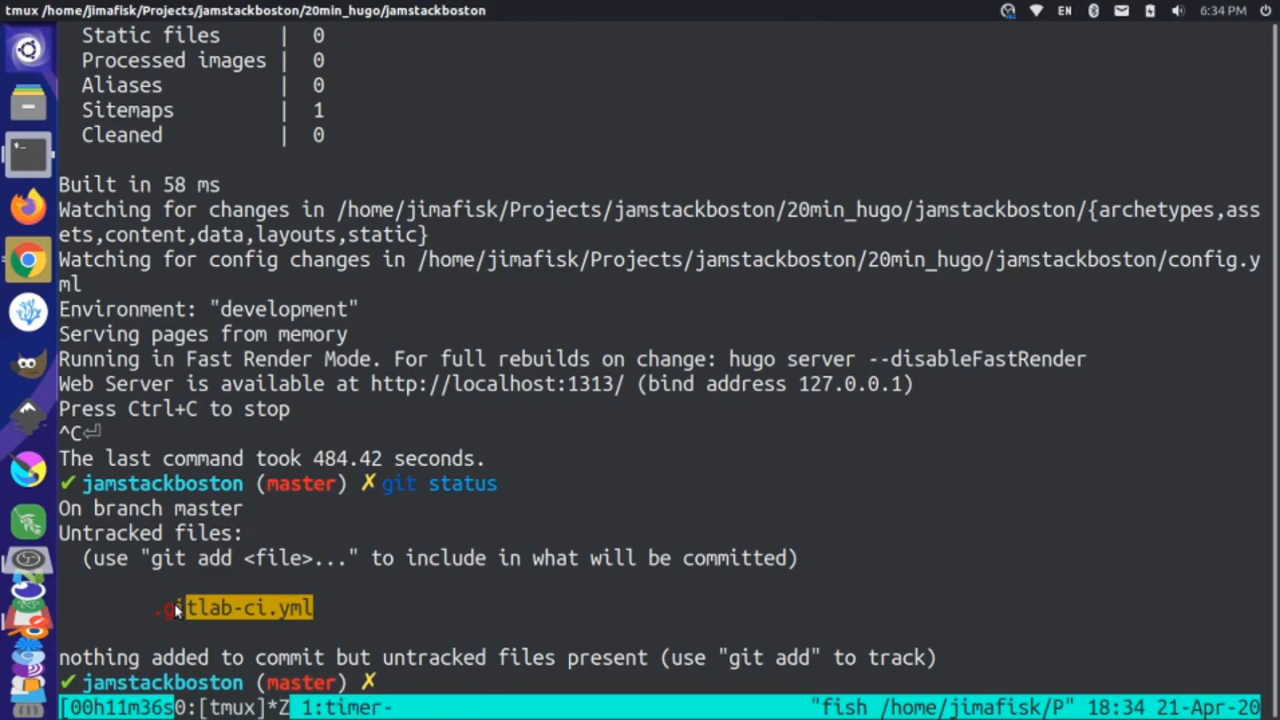 tmux /home/jimafisk/Projects/jamstackboston/20min_hugo/jamstackboston
EN
6:34 PM
Static files | 0
Processed images | 0
Aliases | 0
Sitemaps | 1
Cleaned | 0
Built in 58 ms
Watching for changes in /home/jimafisk/Projects/jamstackboston/20min_hugo/jamstackboston/{archetypes,ass
ets,content,data,layouts,static}
Watching for config changes in /home/jimafisk/Projects/jamstackboston/20min_hugo/jamstackboston/config.y
ml
Environment: "development"
Serving pages from memory
Running in Fast Render Mode. For full rebuilds on change: hugo server --disableFastRender
Web Server is available at http://localhost:1313/ (bind address 127.0.0.1)
Press Ctrl+C to stop
^C⏎
The last command took 484.42 seconds.
✔ jamstackboston (master) ✗ git status
On branch master
Untracked files:
(use "git add <file>..." to include in what will be committed)
.gitlab-ci.yml
nothing added to commit but untracked files present (use "git add" to track)
✔ jamstackboston (master) ✗
[00h11m36s0:[tmux]*Z 1:timer- "fish /home/jimafisk/P" 18:34 21-Apr-20